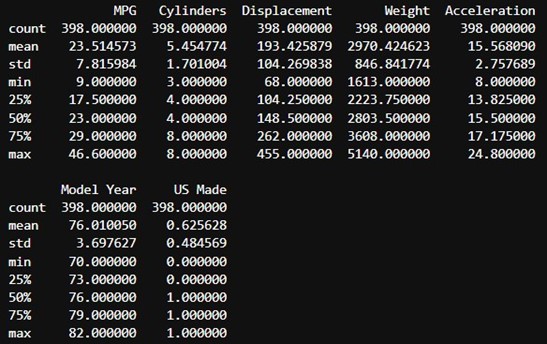 MPG Cylinders Displacement Weight Acceleration
count 398.000000 398.000000 398.000000 398.000000 398.000000
mean 23.514573 5.454774 193.425879 2970.424623 15.568090
std 7.815984 1.701004 104.269838 846.841774 2.757689
min 9.000000 3.000000 68.000000 1613.000000 8.000000
25% 17.500000 4.000000 104.250000 2223.750000 13.825000
50% 23.000000 4.000000 148.500000 2803.500000 15.500000
75% 29.000000 8.000000 262.000000 3608.000000 17.175000
max 46.600000 8.000000 455.000000 5140.000000 24.800000
Model Year US Made
count 398.000000 398.000000
mean 76.010050 0.625628
std 3.697627 0.484569
min 70.000000 0.000000
25% 73.000000 0.000000
50% 76.000000 1.000000
75% 79.000000 1.000000
max 82.000000 1.000000